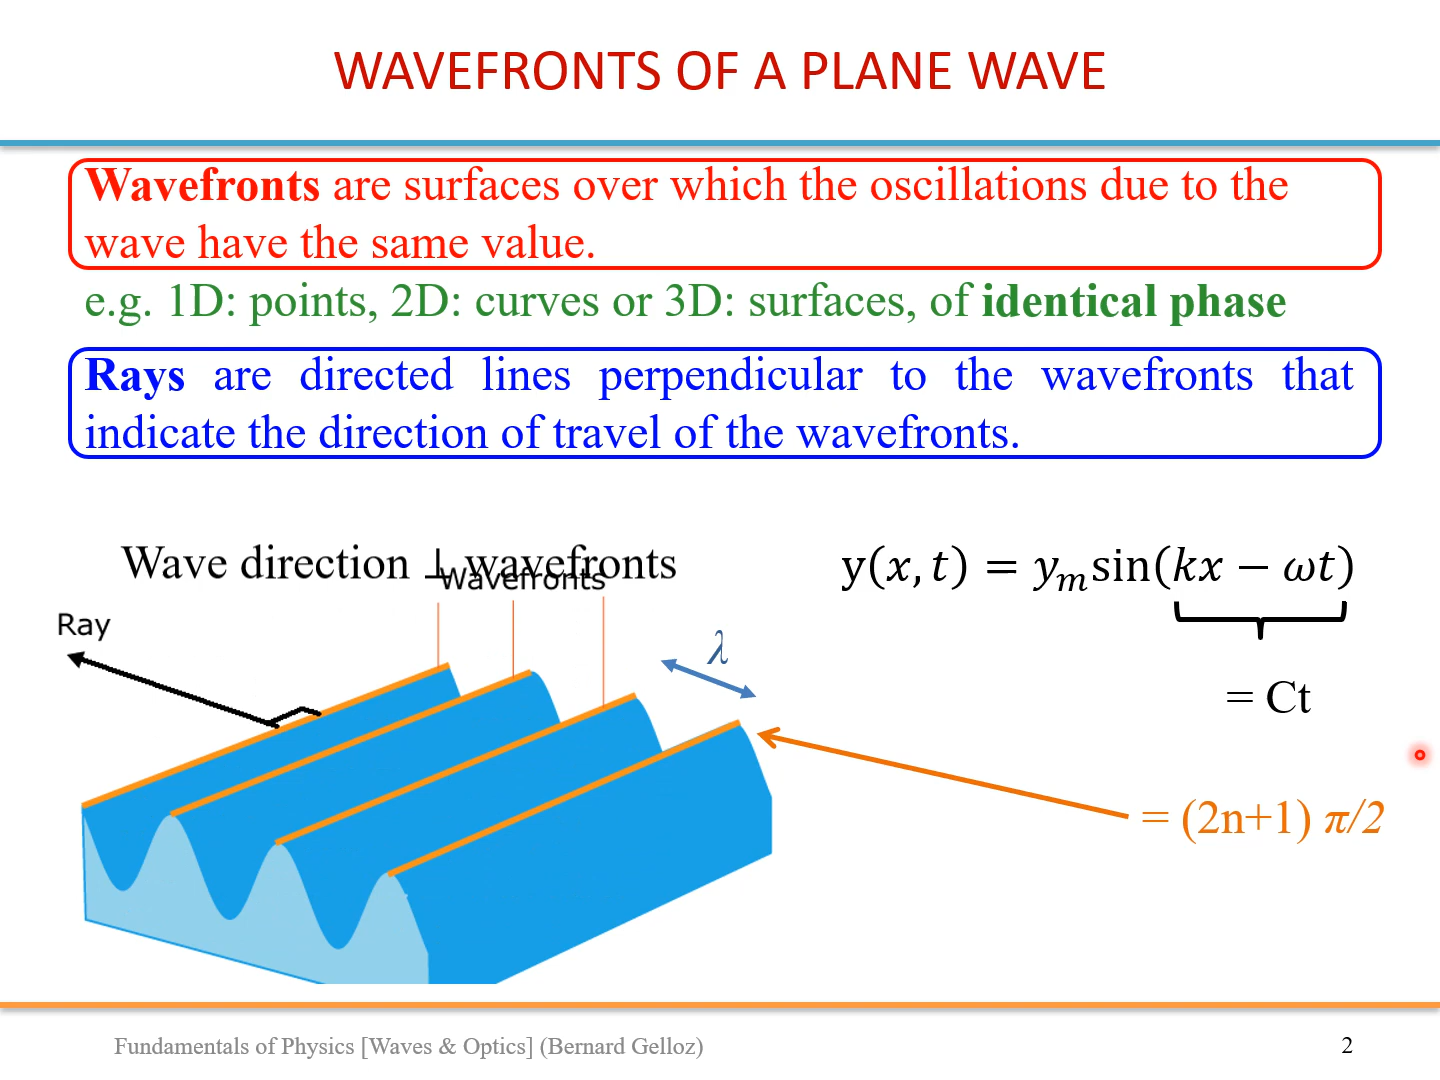 WAVEFRONTS OF A PLANE WAVE
Wavefronts are surfaces over which the oscillations due to the
wave have the same value.
e.g. 1D: points, 2D: curves or 3D: surfaces, of identical phase
Rays are directed lines perpendicular to the wavefronts that
indicate the direction of travel of the wavefronts.
Wave direction ⊥ wavefronts
Wavefronts
Ray
λ
y(x, t) = yₘ sin(kx − ωt)
= Ct
= (2n+1) π/2
Fundamentals of Physics [Waves & Optics] (Bernard Gelloz)
2